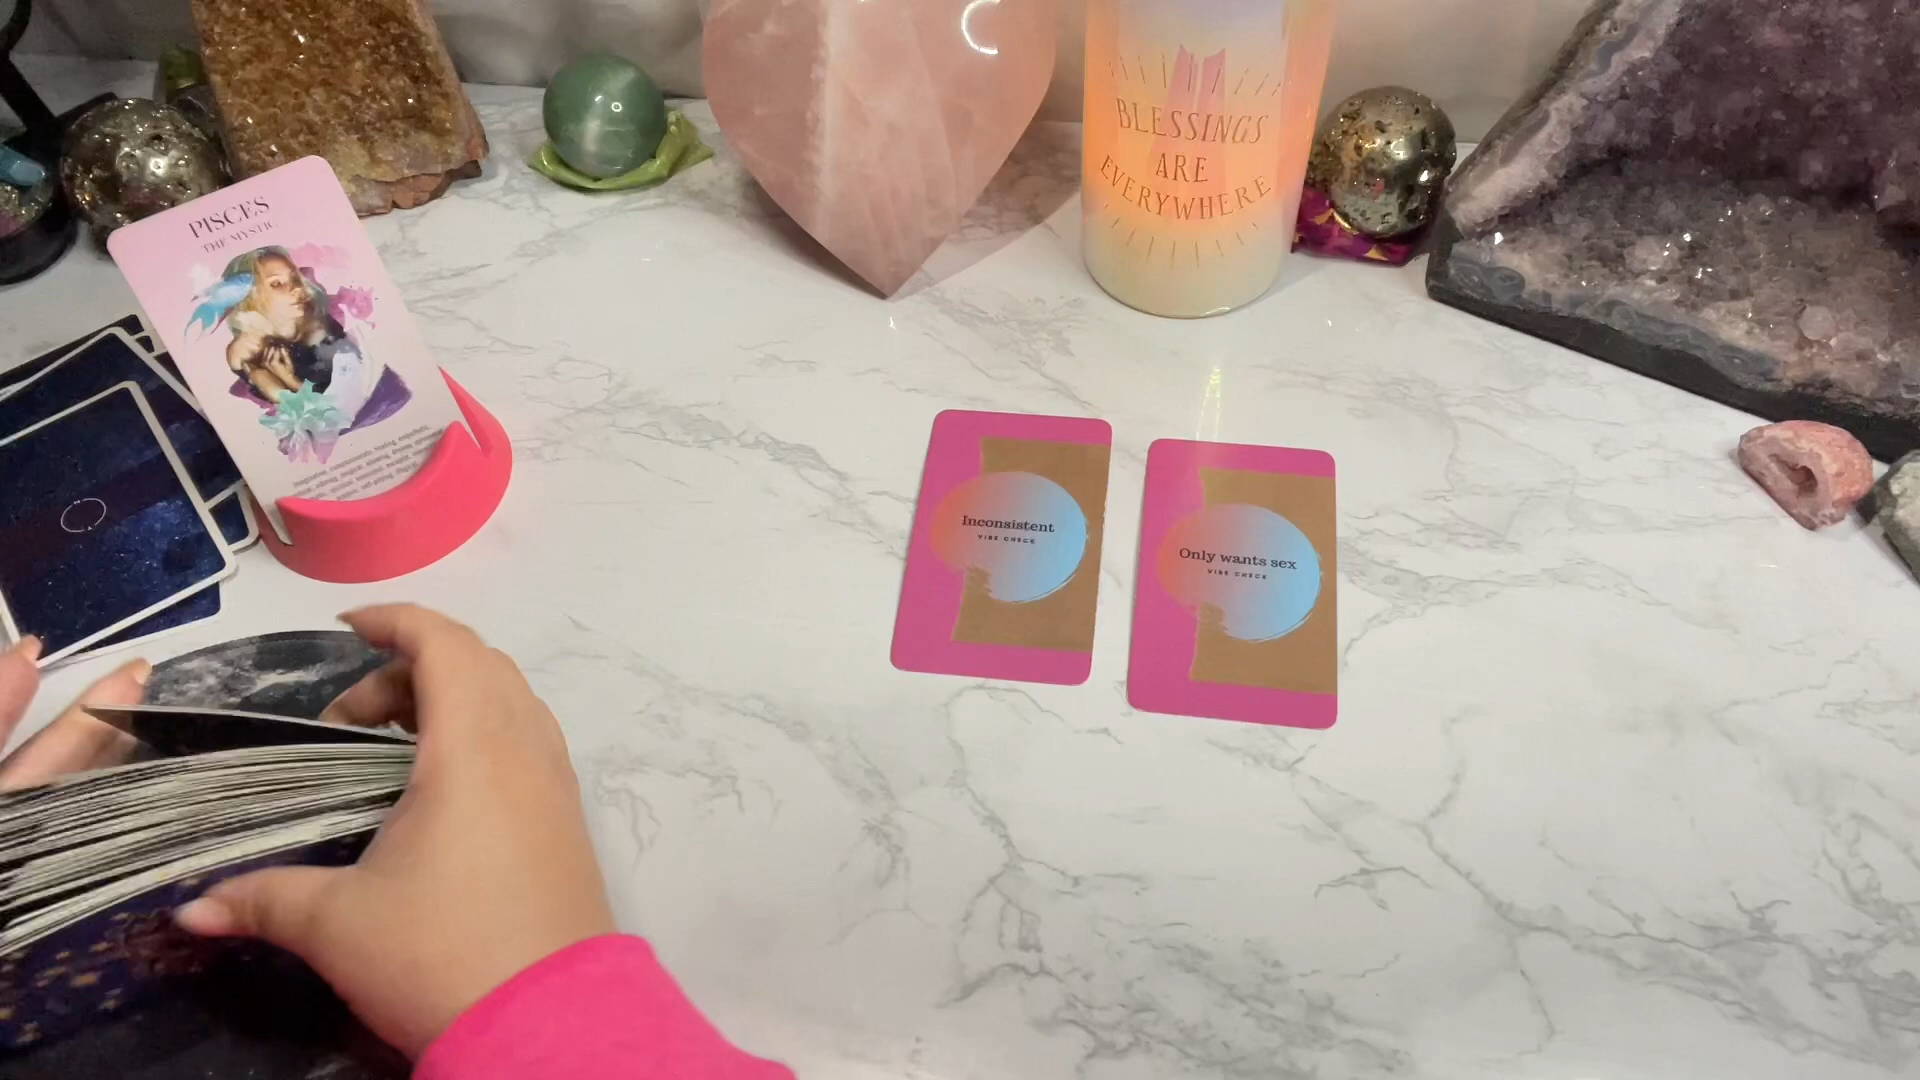 PISCES
THE MYSTIC
BLESSINGS
ARE
EVERYWHERE
Inconsistent
VIBE CHECK
Only wants sex
VIBE CHECK